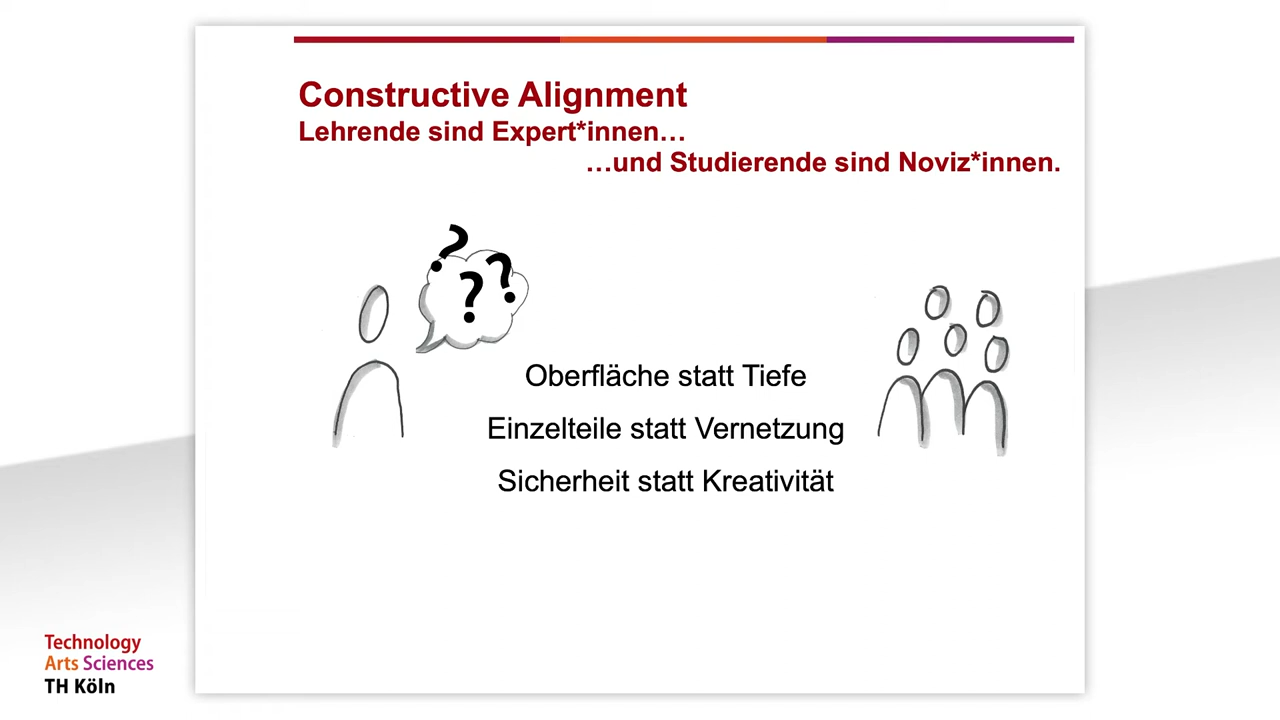 Constructive Alignment
Lehrende sind Expert*innen…
…und Studierende sind Noviz*innen.
? ? ?
Oberfläche statt Tiefe
Einzelteile statt Vernetzung
Sicherheit statt Kreativität
Technology
Arts Sciences
TH Köln